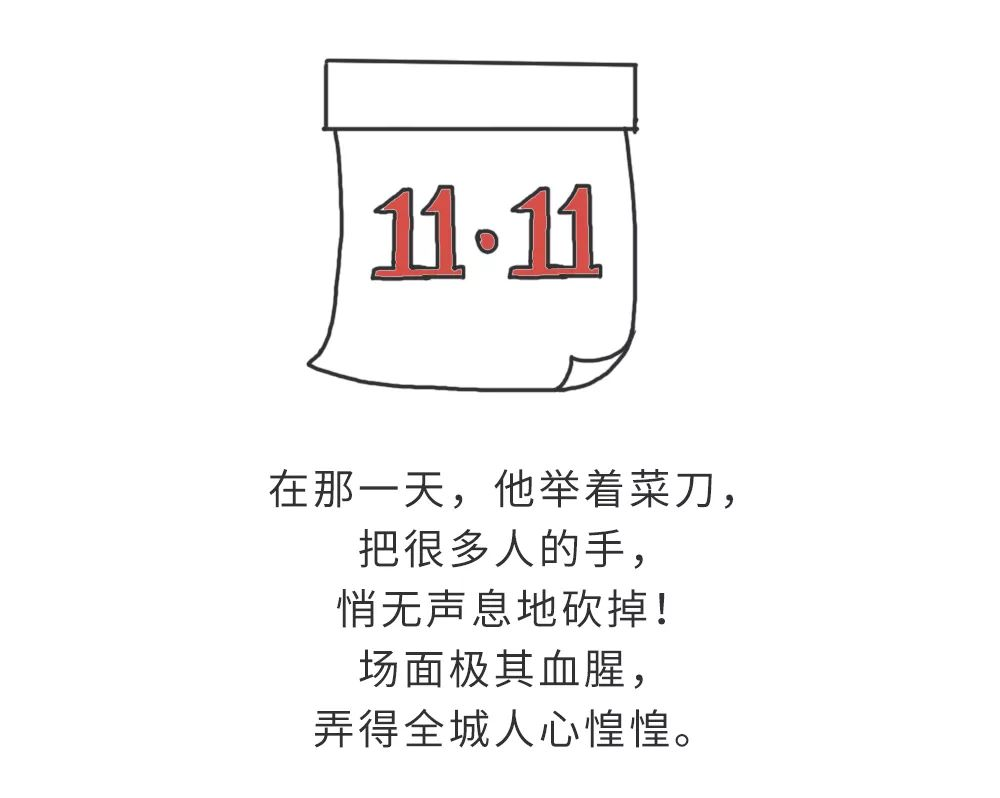 11·11
在那一天，他举着菜刀，
把很多人的手，
悄无声息地砍掉！
场面极其血腥，
弄得全城人心惶惶。